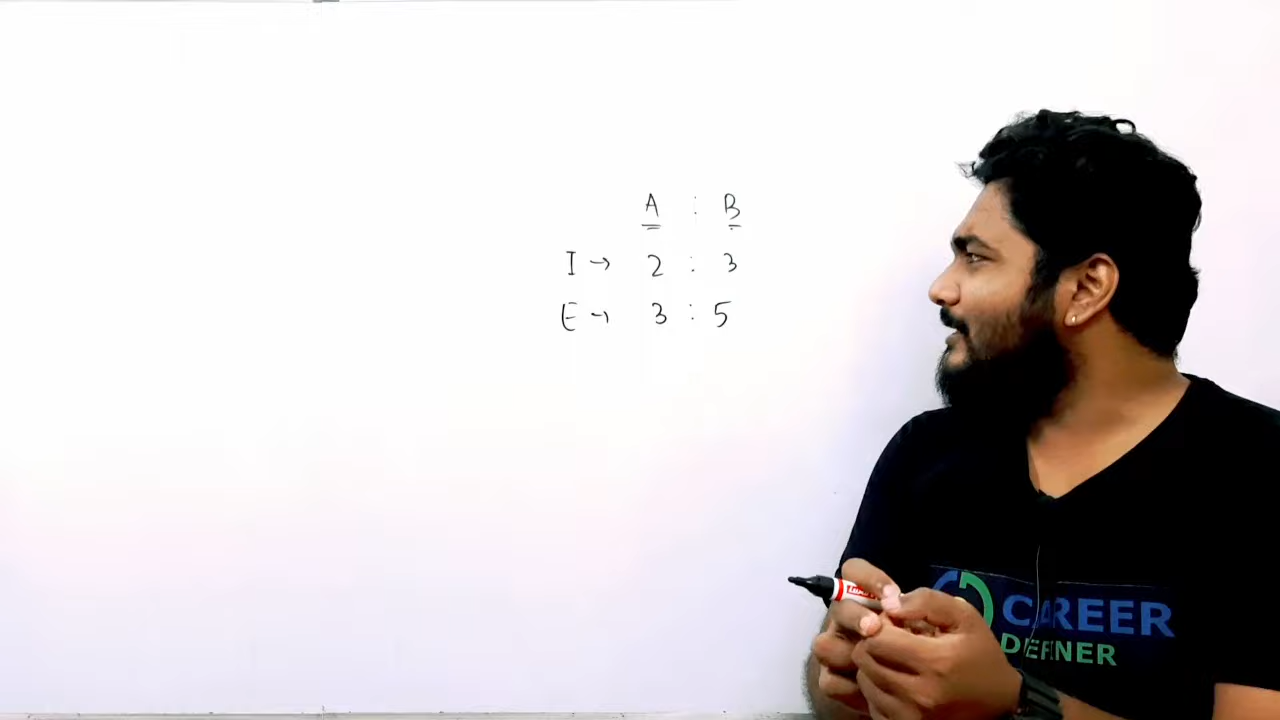 A : B
I → 2 : 3
E → 3 : 5
CAREER
DEFINER